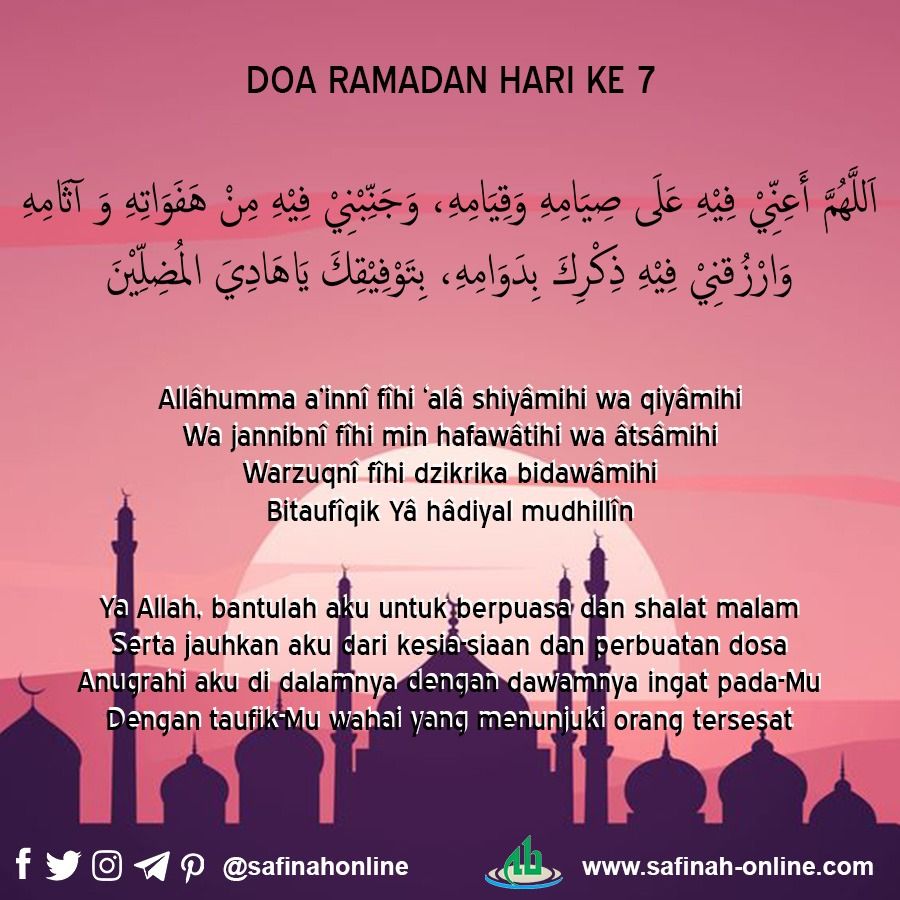 DOA RAMADAN HARI KE 7
اَللَّهُمَّ أَعِنِّيْ فِيْهِ عَلَى صِيَامِهِ وَقِيَامِهِ، وَجَنِّبْنِيْ فِيْهِ مِنْ هَفَوَاتِهِ وَ آثَامِهِ
وَارْزُقنِيْ فِيْهِ ذِكْرِكَ بِدَوَامِهِ، بِتَوْفِيْقِكَ يَاهَادِيَ المُضِلِّيْنَ
Allâhumma a'innî fîhi ‘alâ shiyâmihi wa qiyâmihi
Wa jannibnî fîhi min hafawâtihi wa âtsâmihi
Warzuqnî fîhi dzikrika bidawâmihi
Bitaufîqik Yâ hâdiyal mudhillîn
Ya Allah, bantulah aku untuk berpuasa dan shalat malam
Serta jauhkan aku dari kesia-siaan dan perbuatan dosa
Anugrahi aku di dalamnya dengan dawamnya ingat pada-Mu
Dengan taufik-Mu wahai yang menunjuki orang tersesat
@safinahonline
www.safinah-online.com